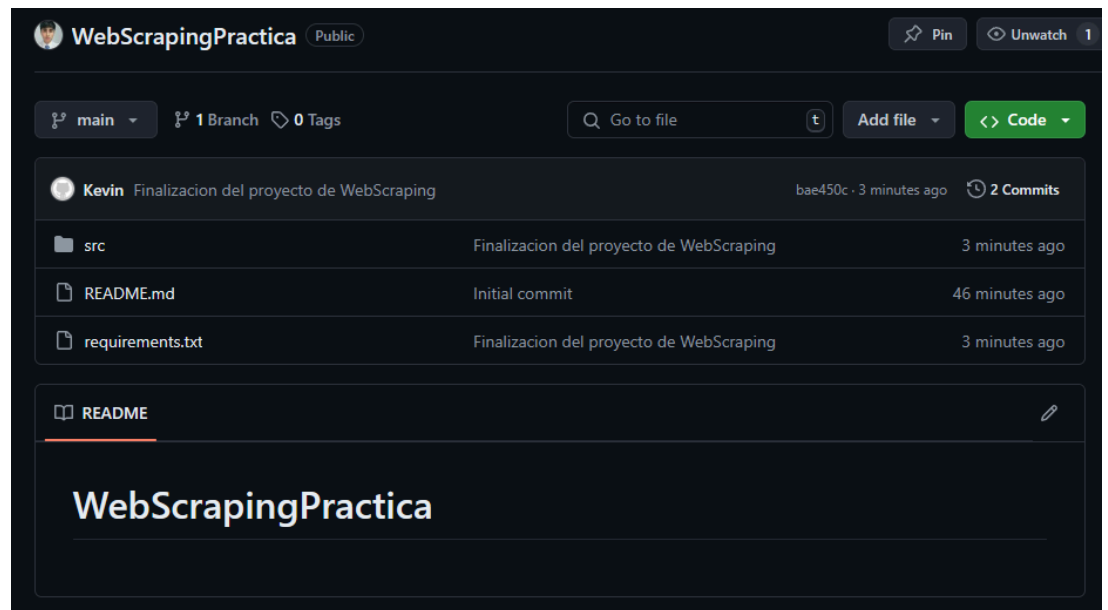 WebScrapingPractica Public Pin Unwatch 1
main 1 Branch 0 Tags Go to file t Add file <> Code
Kevin Finalizacion del proyecto de WebScraping bae450c · 3 minutes ago 2 Commits
src Finalizacion del proyecto de WebScraping 3 minutes ago
README.md Initial commit 46 minutes ago
requirements.txt Finalizacion del proyecto de WebScraping 3 minutes ago
README
WebScrapingPractica